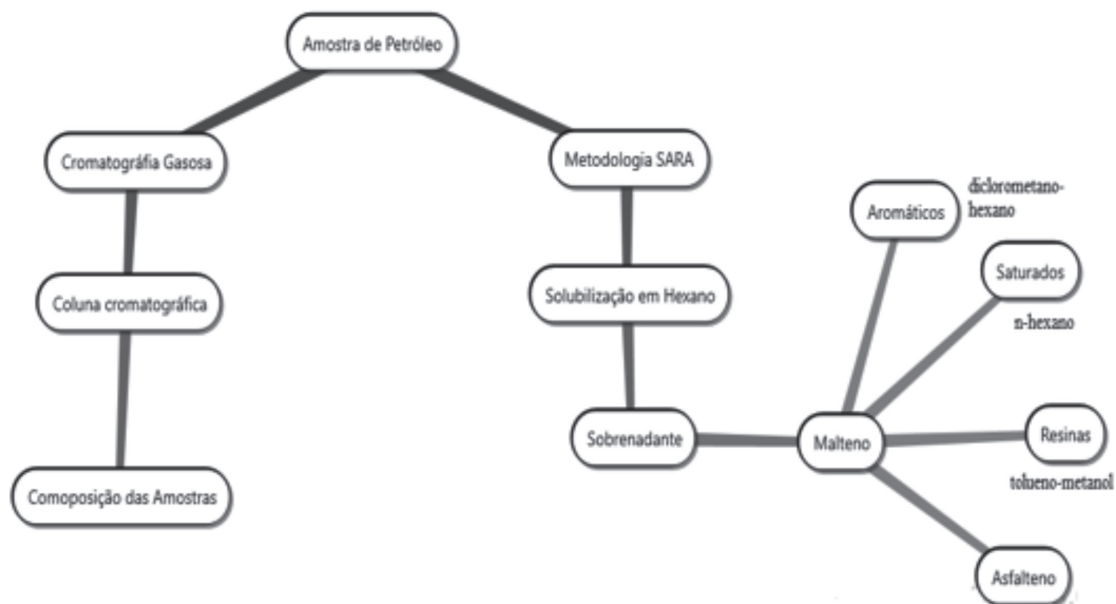 Amostra de Petróleo
Cromatográfia Gasosa
Metodologia SARA
Aromáticos
diclorometano-
hexano
Saturados
n-hexano
Coluna cromatográfica
Solubilização em Hexano
Sobrenadante
Malteno
Resinas
tolueno-metanol
Comoposição das Amostras
Asfalteno